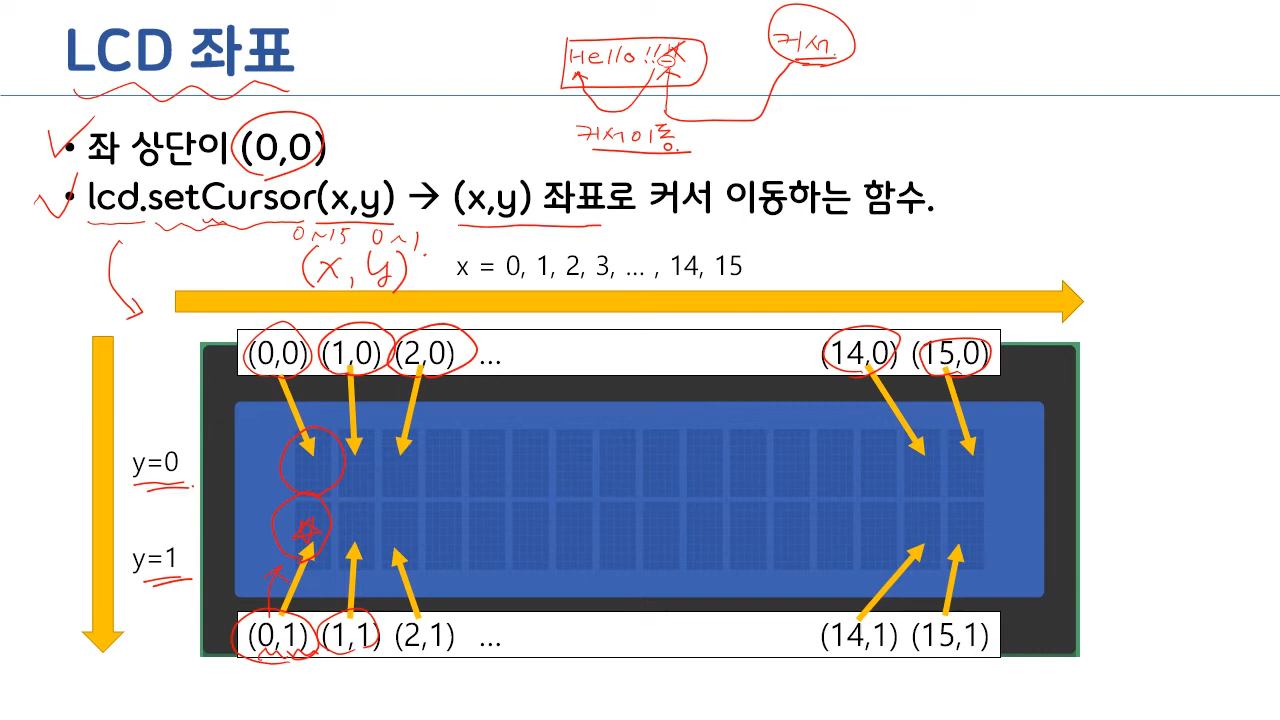 LCD 좌표
Hello !!
커서.
커서이동.
• 좌 상단이 (0,0)
• lcd.setCursor(x,y) → (x,y) 좌표로 커서 이동하는 함수.
0~15 0~1.
(x, y)
x = 0, 1, 2, 3, … , 14, 15
(0,0) (1,0) (2,0) … (14,0) (15,0)
y=0
y=1
(0,1) (1,1) (2,1) … (14,1) (15,1)